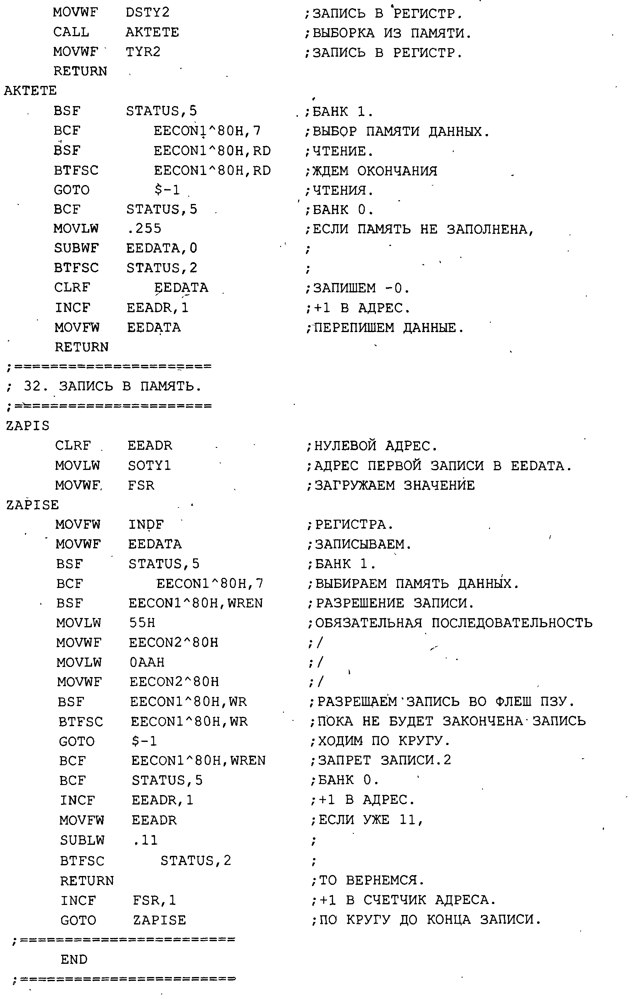 MOVWF DSTY2 ;ЗАПИСЬ В РЕГИСТР.
CALL AKTETE ;ВЫБОРКА ИЗ ПАМЯТИ.
MOVWF TYR2 ;ЗАПИСЬ В РЕГИСТР.
RETURN
AKTETE
BSF STATUS,5 ;БАНК 1.
BCF EECON1^80H,7 ;ВЫБОР ПАМЯТИ ДАННЫХ.
BSF EECON1^80H,RD ;ЧТЕНИЕ.
BTFSC EECON1^80H,RD ;ЖДЕМ ОКОНЧАНИЯ
GOTO $-1 ;ЧТЕНИЯ.
BCF STATUS,5 ;БАНК 0.
MOVLW .255 ;ЕСЛИ ПАМЯТЬ НЕ ЗАПОЛНЕНА,
SUBWF EEDATA,0 ;
BTFSC STATUS,2 ;
CLRF EEDATA ;ЗАПИШЕМ -0.
INCF EEADR,1 ;+1 В АДРЕС.
MOVFW EEDATA ;ПЕРЕПИШЕМ ДАННЫЕ.
RETURN
;======================
; 32. ЗАПИСЬ В ПАМЯТЬ.
;======================
ZAPIS
CLRF EEADR ;НУЛЕВОЙ АДРЕС.
MOVLW SOTY1 ;АДРЕС ПЕРВОЙ ЗАПИСИ В EEDATA.
MOVWF FSR ;ЗАГРУЖАЕМ ЗНАЧЕНИЕ
ZAPISE
MOVFW INDF ;РЕГИСТРА.
MOVWF EEDATA ;ЗАПИСЫВАЕМ.
BSF STATUS,5 ;БАНК 1.
BCF EECON1^80H,7 ;ВЫБИРАЕМ ПАМЯТЬ ДАННЫХ.
BSF EECON1^80H,WREN ;РАЗРЕШЕНИЕ ЗАПИСИ.
MOVLW 55H ;ОБЯЗАТЕЛЬНАЯ ПОСЛЕДОВАТЕЛЬНОСТЬ
MOVWF EECON2^80H ;/
MOVLW 0AAH ;/
MOVWF EECON2^80H ;/
BSF EECON1^80H,WR ;РАЗРЕШАЕМ ЗАПИСЬ ВО ФЛЕШ ПЗУ.
BTFSC EECON1^80H,WR ;ПОКА НЕ БУДЕТ ЗАКОНЧЕНА ЗАПИСЬ
GOTO $-1 ;ХОДИМ ПО КРУГУ.
BCF EECON1^80H,WREN ;ЗАПРЕТ ЗАПИСИ.2
BCF STATUS,5 ;БАНК 0.
INCF EEADR,1 ;+1 В АДРЕС.
MOVFW EEADR ;ЕСЛИ УЖЕ 11,
SUBLW .11 ;
BTFSC STATUS,2 ;
RETURN ;ТО ВЕРНЕМСЯ.
INCF FSR,1 ;+1 В СЧЕТЧИК АДРЕСА.
GOTO ZAPISE ;ПО КРУГУ ДО КОНЦА ЗАПИСИ.
;========================
END
;========================